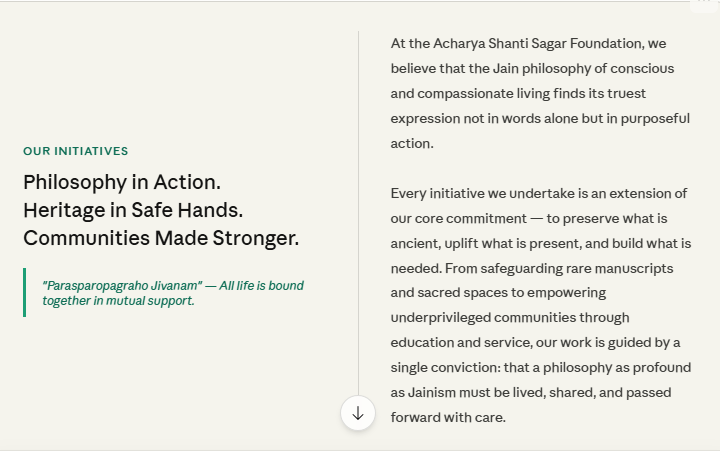 OUR INITIATIVES
Philosophy in Action.
Heritage in Safe Hands.
Communities Made Stronger.
"Parasparopagraho Jivanam" — All life is bound
together in mutual support.
At the Acharya Shanti Sagar Foundation, we
believe that the Jain philosophy of conscious
and compassionate living finds its truest
expression not in words alone but in purposeful
action.
Every initiative we undertake is an extension of
our core commitment — to preserve what is
ancient, uplift what is present, and build what is
needed. From safeguarding rare manuscripts
and sacred spaces to empowering
underprivileged communities through
education and service, our work is guided by a
single conviction: that a philosophy as profound
as Jainism must be lived, shared, and passed
forward with care.